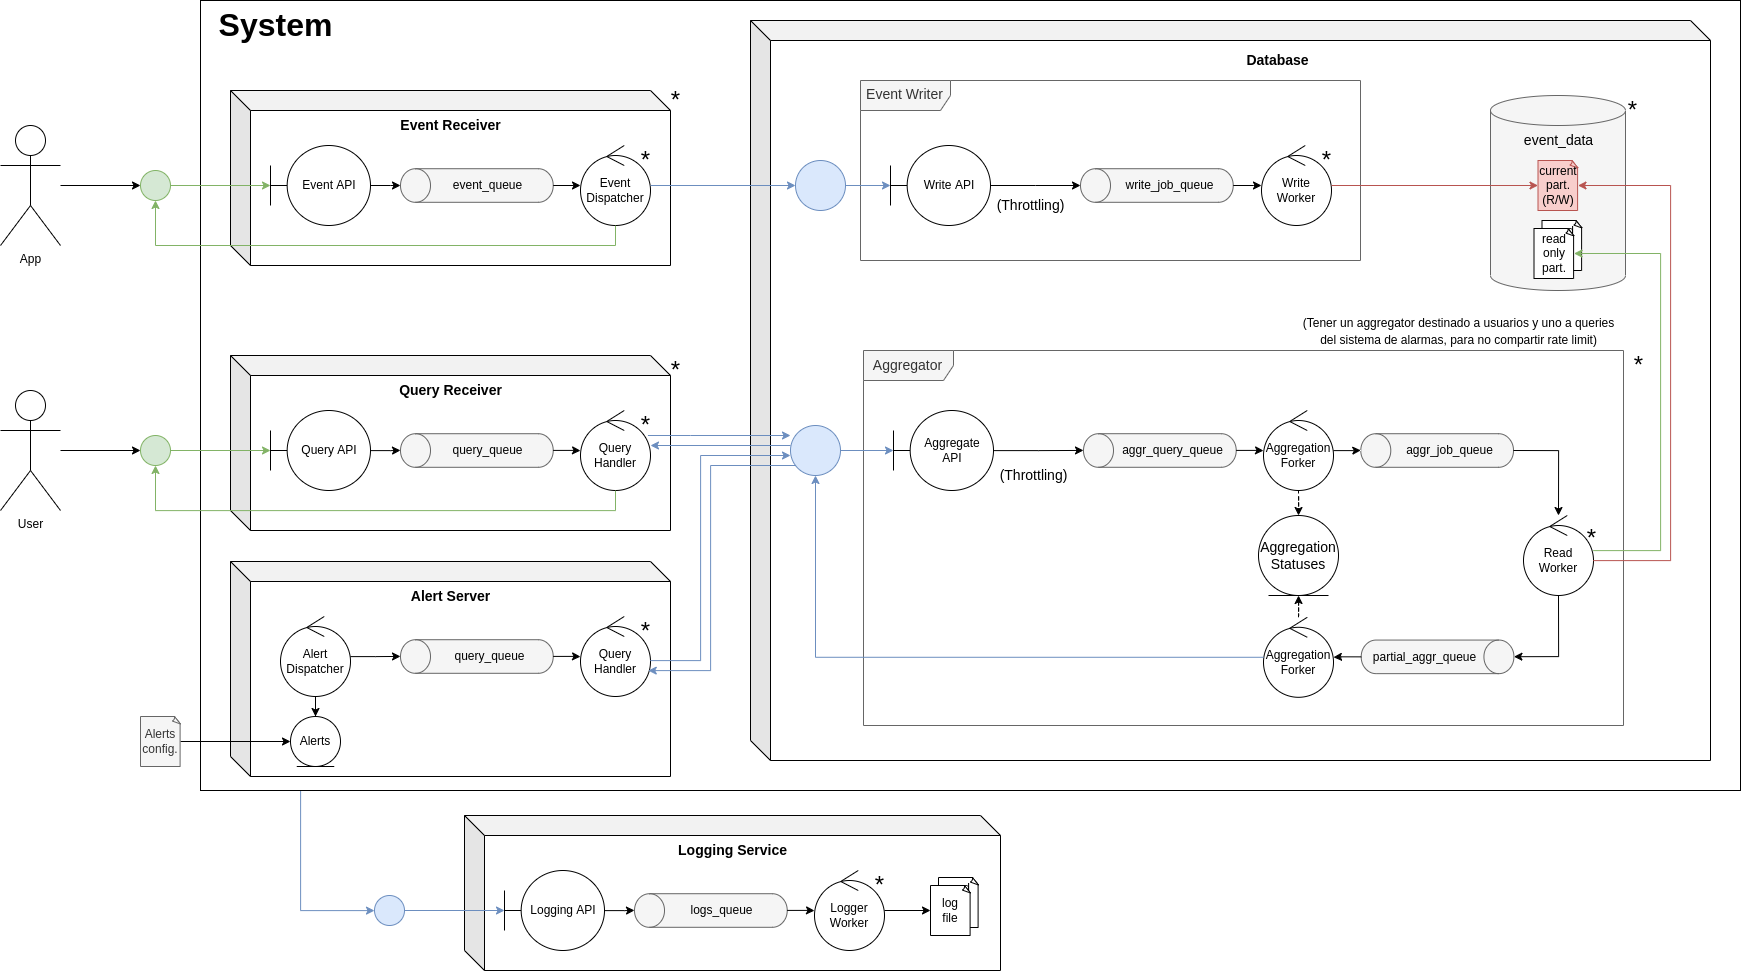 System
Database
Event Writer
*
Event Receiver
*
event_data
*
App
Event API
event_queue
Event
Dispatcher
*
Write API
(Throttling)
write_job_queue
Write
Worker
*
current
part.
(R/W)
read
only
part.
(Tener un aggregator destinado a usuarios y uno a queries
del sistema de alarmas, para no compartir rate limit)
Aggregator
*
Query Receiver
*
User
Query API
query_queue
Query
Handler
*
Aggregate
API
(Throttling)
aggr_query_queue
Aggregation
Forker
aggr_job_queue
Aggregation
Statuses
Read
Worker
*
Aggregation
Forker
partial_aggr_queue
Alert Server
Alert
Dispatcher
query_queue
Query
Handler
*
Alerts
config.
Alerts
Logging Service
Logging API
logs_queue
Logger
Worker
*
log
file